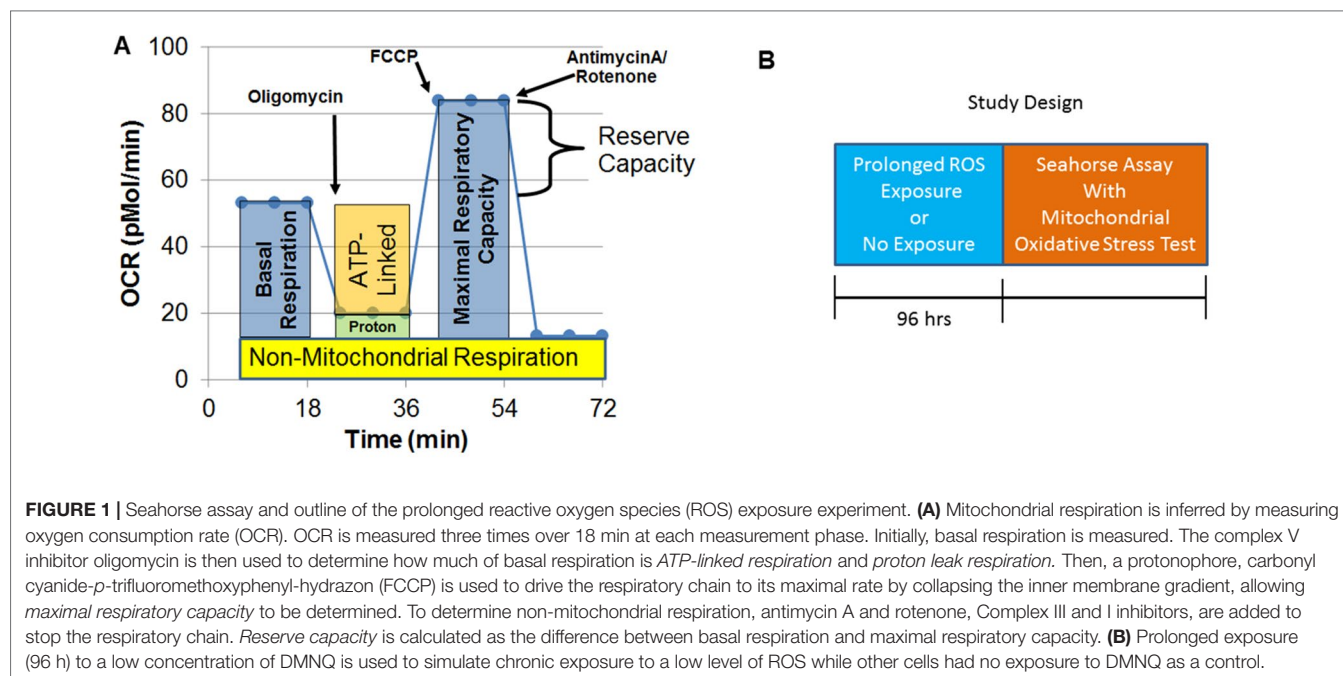 A
100
80
60
40
20
0
OCR (pMol/min)
0
18
36
54
72
Time (min)
Oligomycin
FCCP
AntimycinA/
Rotenone
Reserve
Capacity
Basal
Respiration
ATP-
Linked
Proton
Maximal Respiratory
Capacity
Non-Mitochondrial Respiration
B
Study Design
Prolonged ROS
Exposure
or
No Exposure
Seahorse Assay
With
Mitochondrial
Oxidative Stress Test
96 hrs
FIGURE 1 | Seahorse assay and outline of the prolonged reactive oxygen species (ROS) exposure experiment. (A) Mitochondrial respiration is inferred by measuring
oxygen consumption rate (OCR). OCR is measured three times over 18 min at each measurement phase. Initially, basal respiration is measured. The complex V
inhibitor oligomycin is then used to determine how much of basal respiration is ATP-linked respiration and proton leak respiration. Then, a protonophore, carbonyl
cyanide-p-trifluoromethoxyphenyl-hydrazon (FCCP) is used to drive the respiratory chain to its maximal rate by collapsing the inner membrane gradient, allowing
maximal respiratory capacity to be determined. To determine non-mitochondrial respiration, antimycin A and rotenone, Complex III and I inhibitors, are added to
stop the respiratory chain. Reserve capacity is calculated as the difference between basal respiration and maximal respiratory capacity. (B) Prolonged exposure
(96 h) to a low concentration of DMNQ is used to simulate chronic exposure to a low level of ROS while other cells had no exposure to DMNQ as a control.